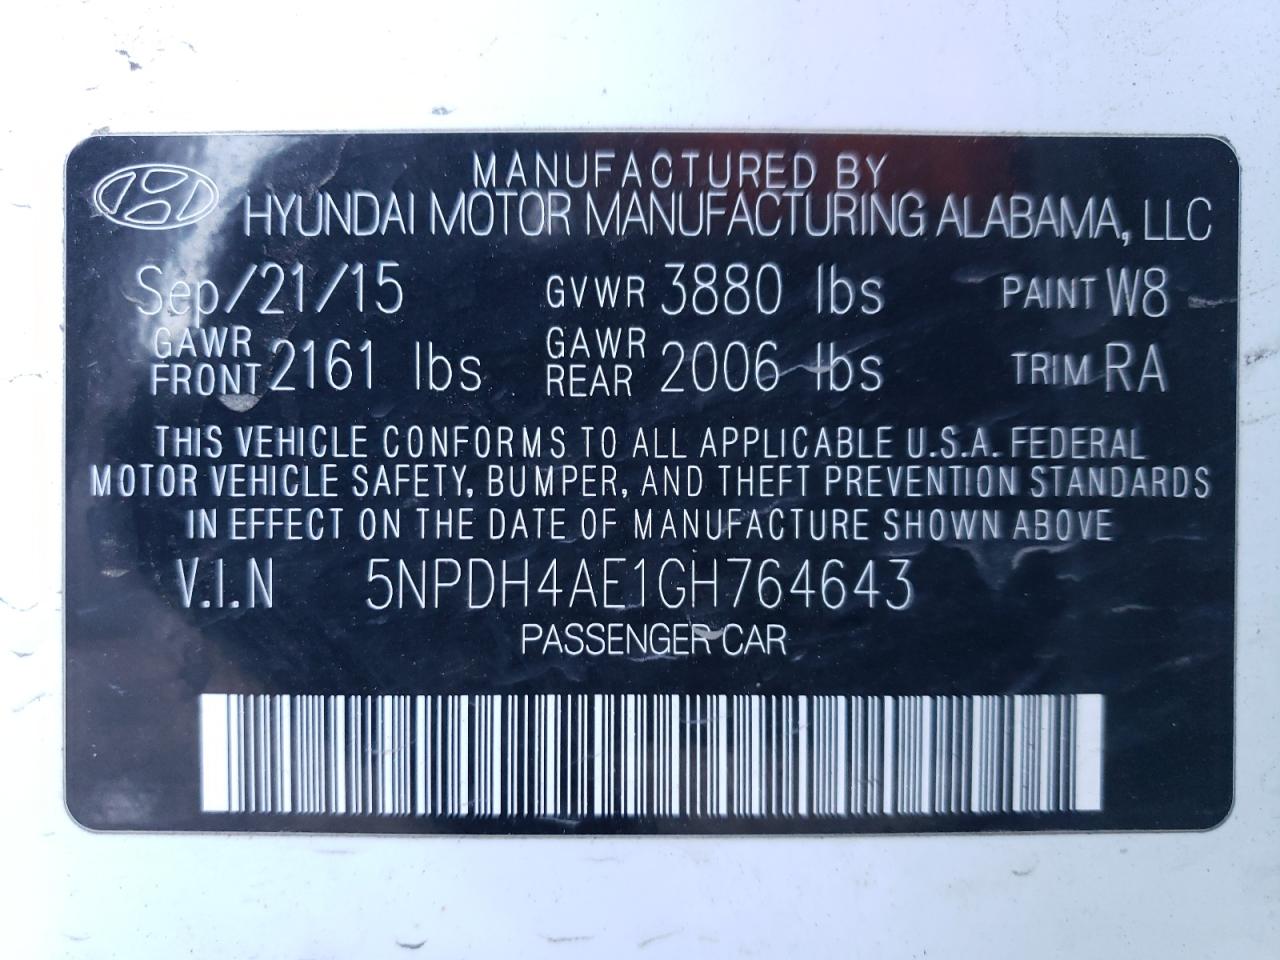 MANUFACTURED BY
HYUNDAI MOTOR MANUFACTURING ALABAMA, LLC
Sep/21/15 GVWR 3880 lbs PAINT W8
GAWR FRONT 2161 lbs GAWR REAR 2006 lbs TRIM RA
THIS VEHICLE CONFORMS TO ALL APPLICABLE U.S.A. FEDERAL
MOTOR VEHICLE SAFETY, BUMPER, AND THEFT PREVENTION STANDARDS
IN EFFECT ON THE DATE OF MANUFACTURE SHOWN ABOVE
V.I.N 5NPDH4AE1GH764643
PASSENGER CAR